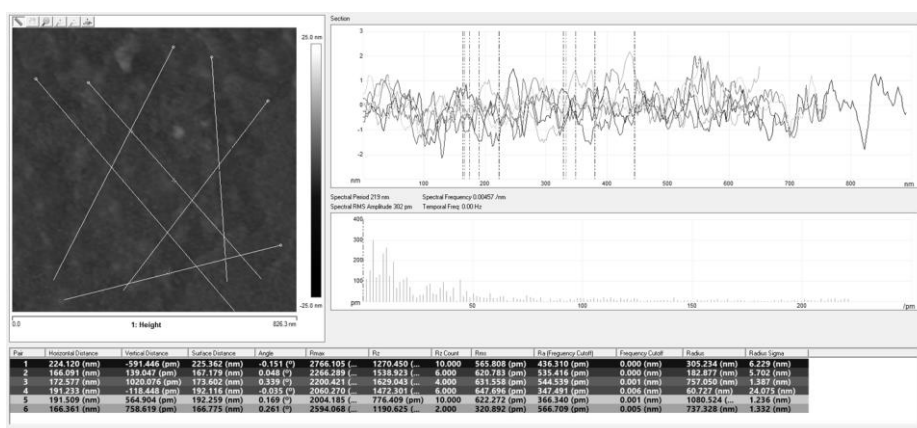 Section
25.0 nm
-25.0 nm
0.0 1: Height 826.3 nm
3
2
1
0
-1
-2
nm 100 200 300 400 500 600 700 800 nm
Spectral Period 219 nm Spectral Frequency 0.00457 /nm
Spectral RMS Amplitude 302 pm Temporal Freq 0.00 Hz
400
300
200
100
pm 50 100 150 200 /pm
Pair Horizontal Distance Vertical Distance Surface Distance Angle Rmax Rz Rz Count Rms Ra (Frequency Cutoff) Frequency Cutoff Radius Radius Sigma
1 224.120 (nm) -591.446 (pm) 225.362 (nm) -0.151 (º) 2766.105 (... 1270.450 (... 10.000 565.808 (pm) 436.310 (pm) 0.000 (nm) 305.234 (nm) 6.229 (nm)
2 166.091 (nm) 139.047 (pm) 167.179 (nm) 0.048 (º) 2266.289 (... 1538.923 (... 6.000 620.783 (pm) 535.416 (pm) 0.000 (nm) 182.877 (nm) 5.702 (nm)
3 172.577 (nm) 1020.076 (pm) 173.602 (nm) 0.339 (º) 2200.421 (... 1629.043 (... 4.000 631.558 (pm) 544.539 (pm) 0.001 (nm) 757.050 (nm) 1.387 (nm)
4 191.233 (nm) -118.448 (pm) 192.116 (nm) -0.035 (º) 2060.270 (... 1472.301 (... 6.000 647.696 (pm) 347.491 (pm) 0.006 (nm) 60.727 (nm) 24.075 (nm)
5 191.509 (nm) 564.904 (pm) 192.259 (nm) 0.169 (º) 2004.185 (... 776.409 (pm) 10.000 622.272 (pm) 366.340 (pm) 0.001 (nm) 1080.524 (... 1.236 (nm)
6 166.361 (nm) 758.619 (pm) 166.775 (nm) 0.261 (º) 2594.068 (... 1190.625 (... 2.000 320.892 (pm) 566.709 (pm) 0.005 (nm) 737.328 (nm) 1.332 (nm)